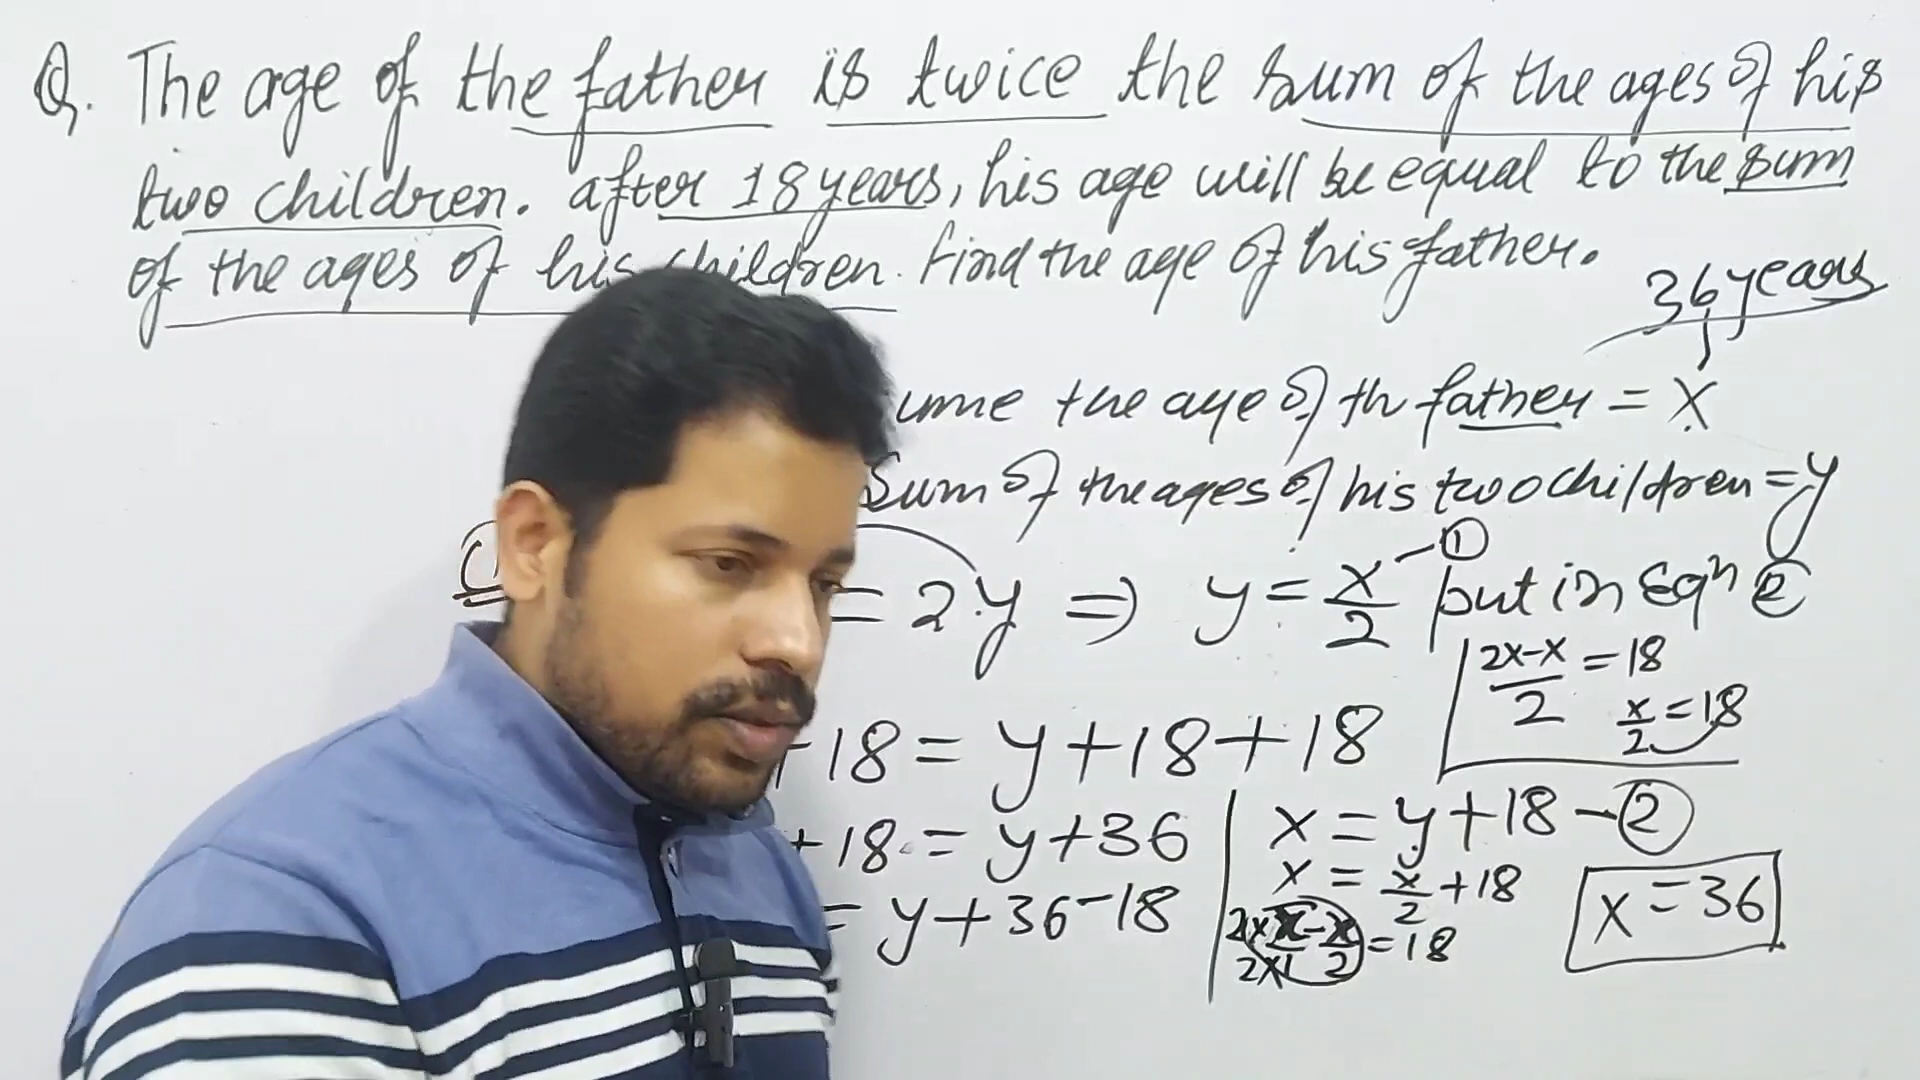 Q. The age of the father is twice the sum of the ages of his
two children. after 18 years, his age will be equal to the sum
of the ages of his children. find the age of his father.
36 years
ume the age of th father = x
Sum of the ages of his two children = y
= 2y ⇒ y = x/2 - ① put in Eqn ②
2x-x/2 = 18
x/2 = 18
18 = y+18+18
+18 = y+36 x = y+18 - ②
x = x/2 + 18
= y+36-18 = 18 x = 36